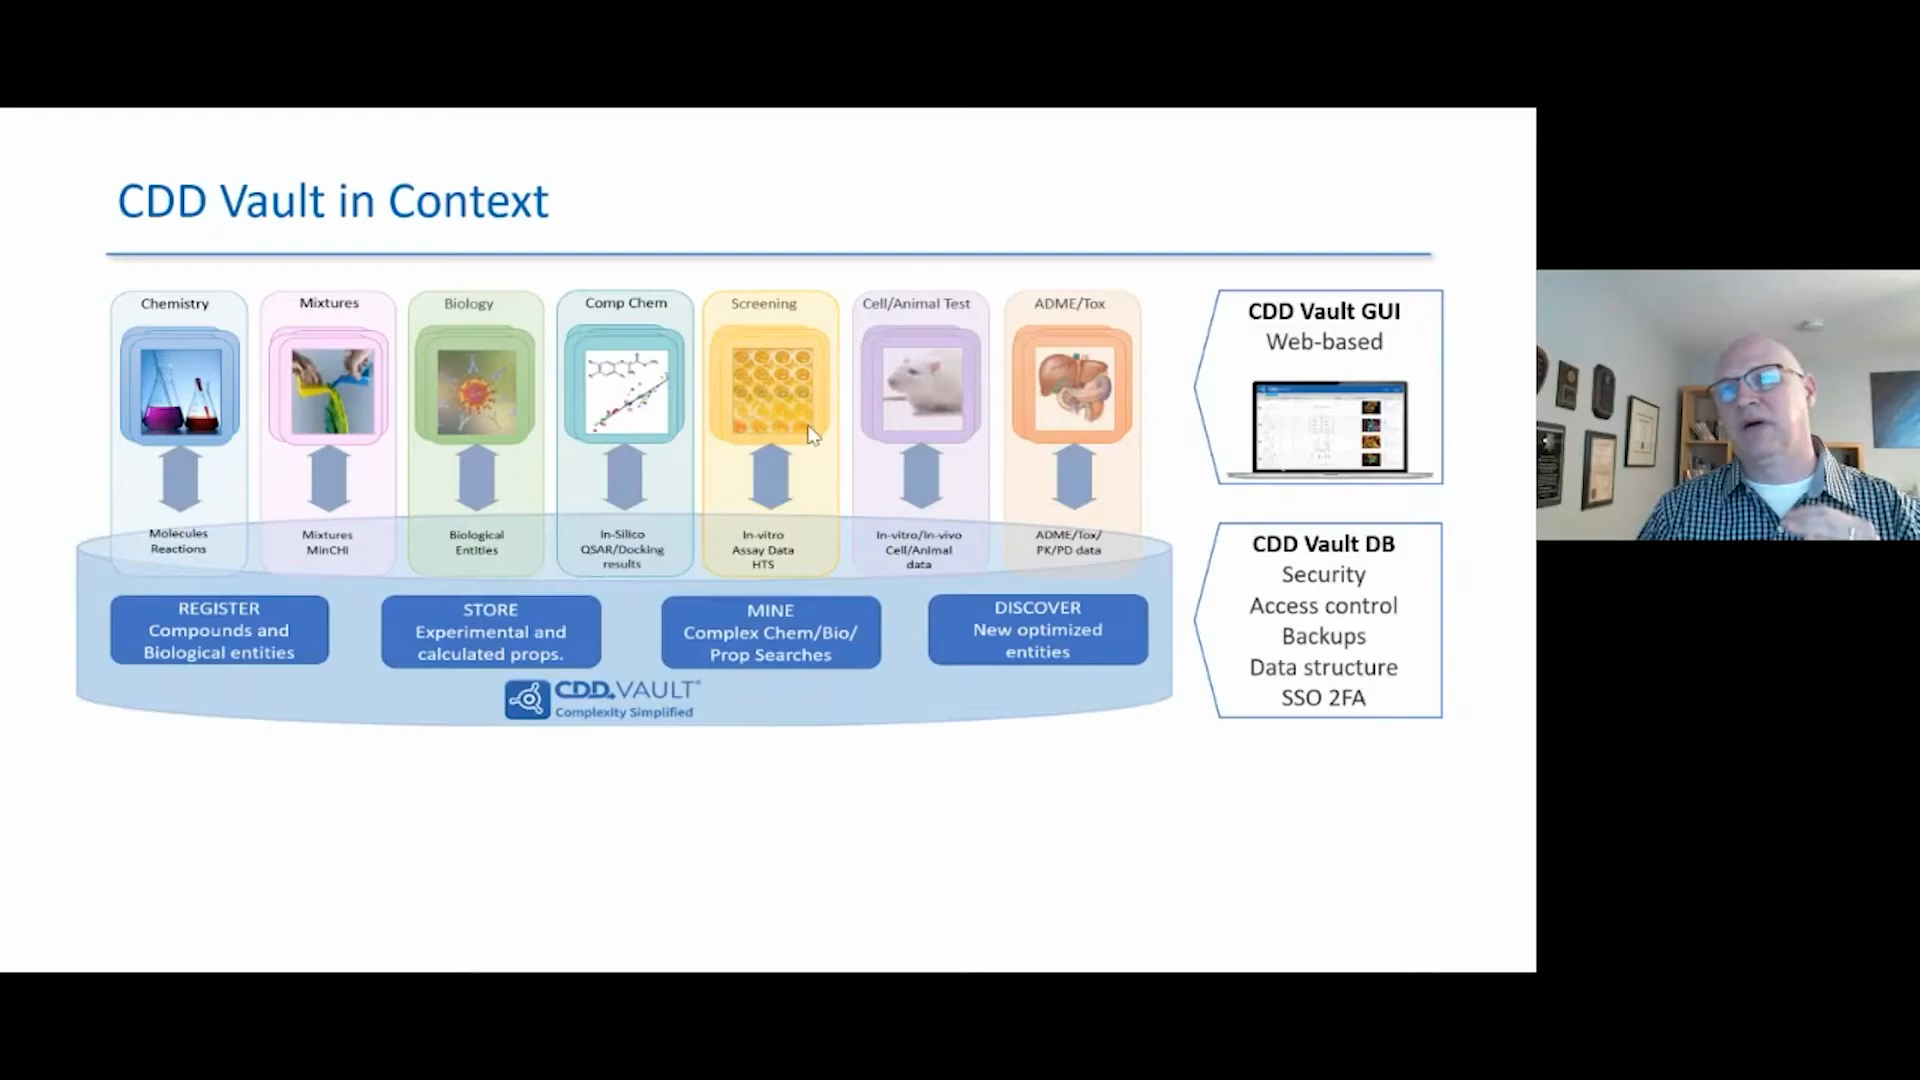 CDD Vault in Context
Chemistry
Mixtures
Biology
Comp Chem
Screening
Cell/Animal Test
ADME/Tox
Molecules
Reactions
Mixtures
MinCHI
Biological
Entities
In-Silico
QSAR/Docking
results
In-vitro
Assay Data
HTS
In-vitro/In-vivo
Cell/Animal
data
ADME/Tox/
PK/PD data
REGISTER
Compounds and
Biological entities
STORE
Experimental and
calculated props.
MINE
Complex Chem/Bio/
Prop Searches
DISCOVER
New optimized
entities
CDD VAULT®
Complexity Simplified
CDD Vault GUI
Web-based
CDD Vault DB
Security
Access control
Backups
Data structure
SSO 2FA